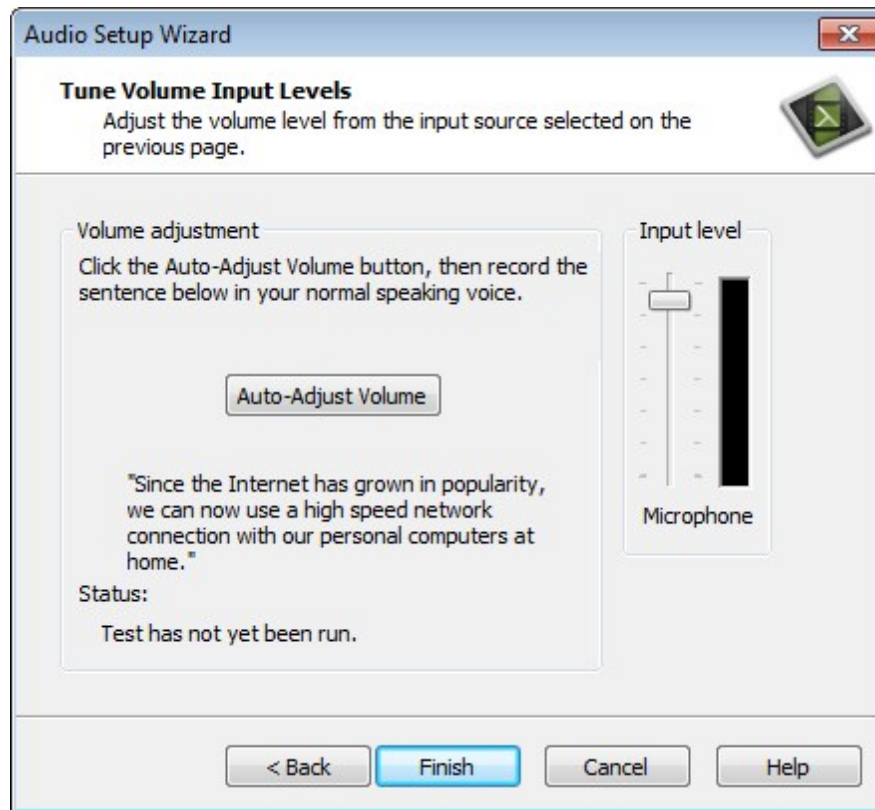 Audio Setup Wizard
Tune Volume Input Levels
Adjust the volume level from the input source selected on the
previous page.
Volume adjustment
Click the Auto-Adjust Volume button, then record the
sentence below in your normal speaking voice.
Auto-Adjust Volume
"Since the Internet has grown in popularity,
we can now use a high speed network
connection with our personal computers at
home."
Status:
Test has not yet been run.
Input level
Microphone
< Back
Finish
Cancel
Help